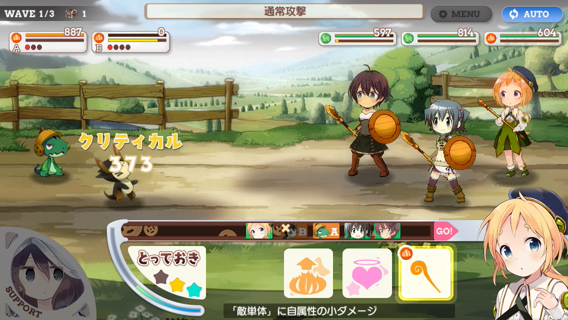 WAVE 1/3 1
通常攻撃
MENU
AUTO
887
A
0
B
597
814
604
クリティカル
373
B
A
GO!
とっておき
SUPPORT
「敵単体」に自属性の小ダメージ